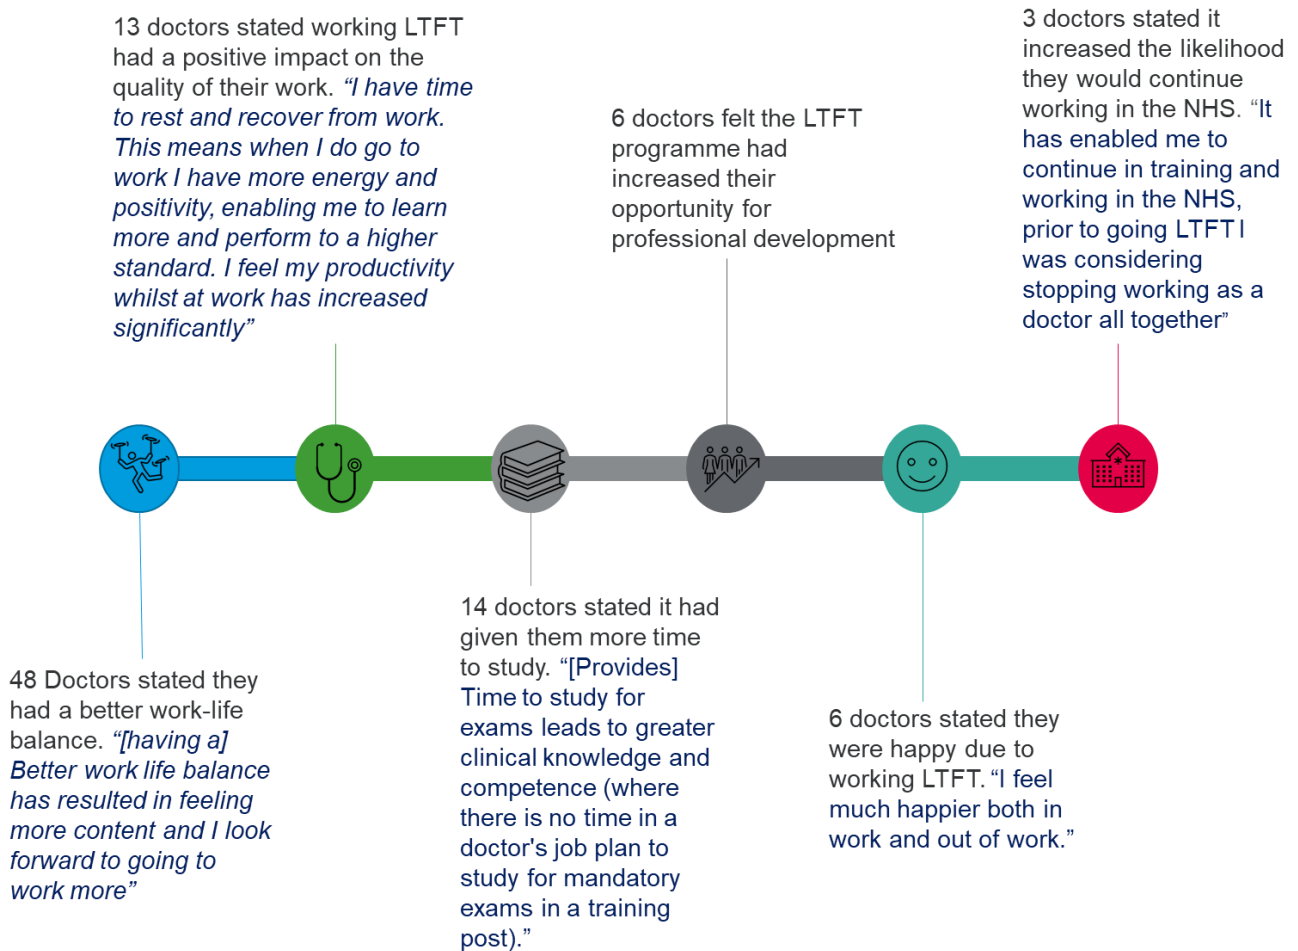 13 doctors stated working LTFT
had a positive impact on the
quality of their work. “I have time
to rest and recover from work.
This means when I do go to
work I have more energy and
positivity, enabling me to learn
more and perform to a higher
standard. I feel my productivity
whilst at work has increased
significantly”
6 doctors felt the LTFT
programme had
increased their
opportunity for
professional development
3 doctors stated it
increased the likelihood
they would continue
working in the NHS. “It
has enabled me to
continue in training and
working in the NHS,
prior to going LTFT I
was considering
stopping working as a
doctor all together”
48 Doctors stated they
had a better work-life
balance. “[having a]
Better work life balance
has resulted in feeling
more content and I look
forward to going to
work more”
14 doctors stated it had
given them more time
to study. “[Provides]
Time to study for
exams leads to greater
clinical knowledge and
competence (where
there is no time in a
doctor's job plan to
study for mandatory
exams in a training
post).”
6 doctors stated they
were happy due to
working LTFT. “I feel
much happier both in
work and out of work.”